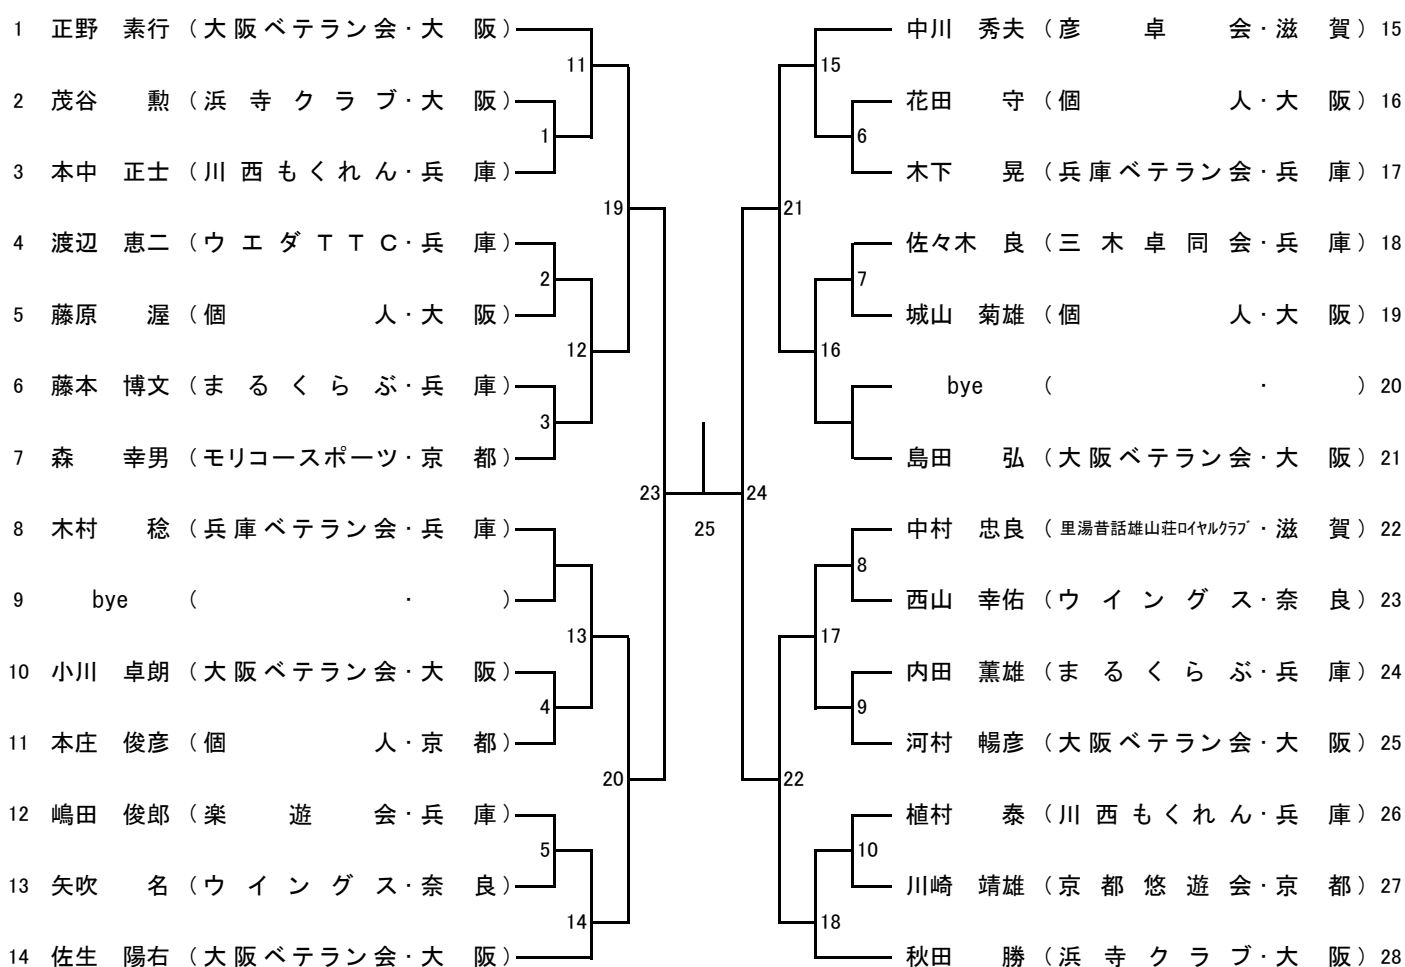 1 正野 素行 (大阪ベテラン会・大 阪)
11
2 茂谷 勲 (浜寺クラブ・大 阪)
1
3 本中 正士 (川西もくれん・兵 庫)
19
4 渡辺 恵二 (ウエダTTC・兵 庫)
2
5 藤原 渥 (個 人・大 阪)
12
6 藤本 博文 (まるくらぶ・兵 庫)
3
7 森 幸男 (モリコースポーツ・京 都)
23
8 木村 稔 (兵庫ベテラン会・兵 庫)
9 bye ( ・ )
13
10 小川 卓朗 (大阪ベテラン会・大 阪)
4
11 本庄 俊彦 (個 人・京 都)
20
12 嶋田 俊郎 (楽 遊 会・兵 庫)
5
13 矢吹 名 (ウイングス・奈 良)
14
14 佐生 陽右 (大阪ベテラン会・大 阪)
25
中川 秀夫 (彦 卓 会・滋 賀) 15
15
花田 守 (個 人・大 阪) 16
6
木下 晃 (兵庫ベテラン会・兵 庫) 17
21
佐々木 良 (三木卓同会・兵 庫) 18
7
城山 菊雄 (個 人・大 阪) 19
16
bye ( ・ ) 20
島田 弘 (大阪ベテラン会・大 阪) 21
24
中村 忠良 (里湯昔話雄山荘ロイヤルクラブ・滋 賀) 22
8
西山 幸佑 (ウイングス・奈 良) 23
17
内田 薫雄 (まるくらぶ・兵 庫) 24
9
河村 暢彦 (大阪ベテラン会・大 阪) 25
22
植村 泰 (川西もくれん・兵 庫) 26
10
川崎 靖雄 (京都悠遊会・京 都) 27
18
秋田 勝 (浜寺クラブ・大 阪) 28